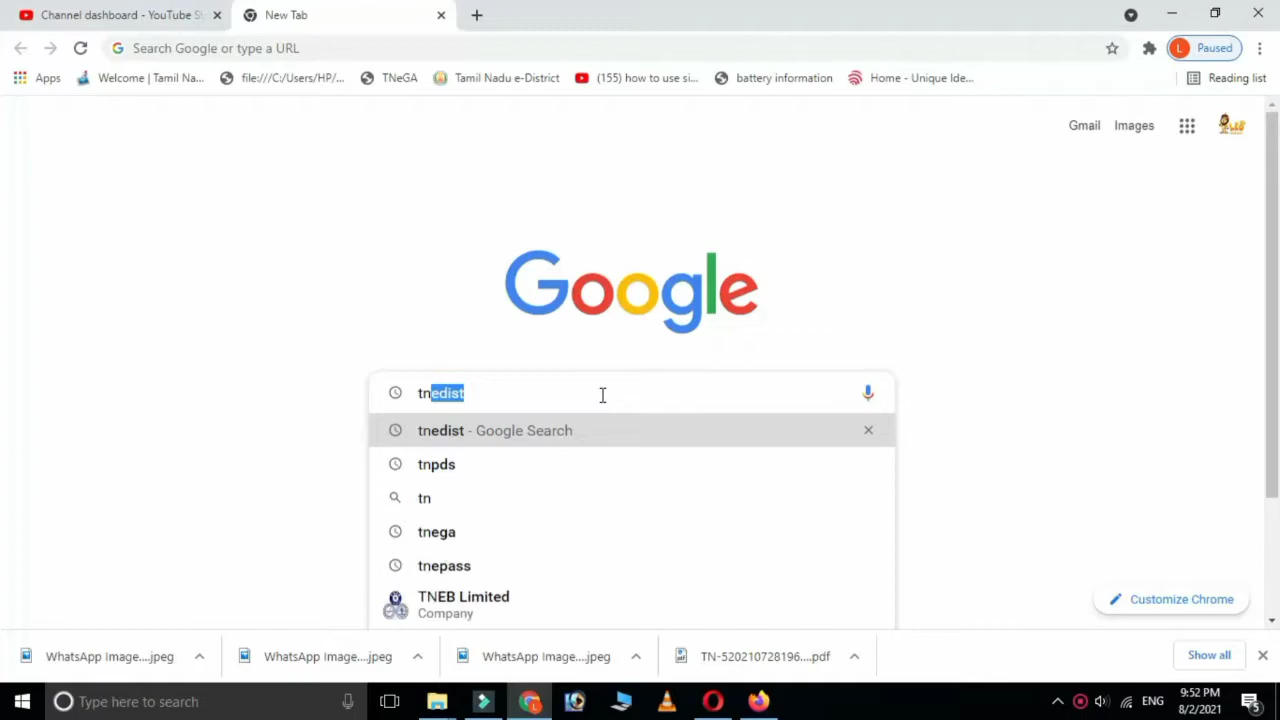 Channel dashboard - YouTube S
New Tab
Search Google or type a URL
L Paused
Apps Welcome | Tamil Na... file:///C:/Users/HP/... TNeGA Tamil Nadu e-District (155) how to use si... battery information Home - Unique Ide... Reading list
Gmail Images
Google
tnedist
tnedist - Google Search
tnpds
tn
tnega
tnepass
TNEB Limited
Company
Customize Chrome
WhatsApp Image....jpeg WhatsApp Image....jpeg WhatsApp Image....jpeg TN-520210728196....pdf Show all
Type here to search
ENG
9:52 PM
8/2/2021
5